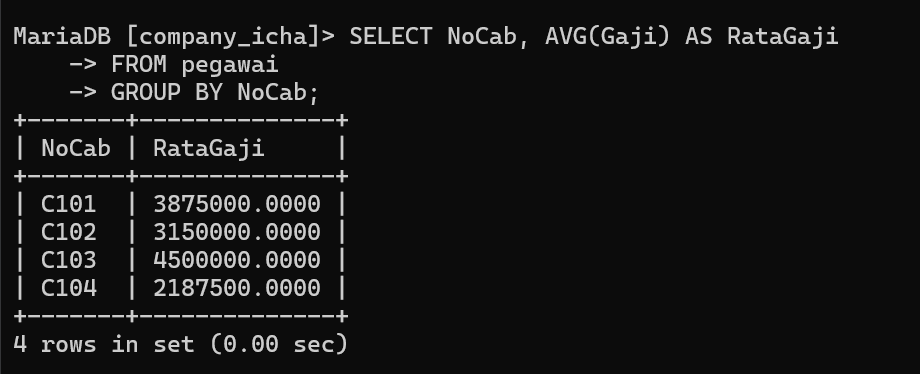 MariaDB [company_icha]> SELECT NoCab, AVG(Gaji) AS RataGaji
    -> FROM pegawai
    -> GROUP BY NoCab;
+-------+--------------+
| NoCab | RataGaji     |
+-------+--------------+
| C101  | 3875000.0000 |
| C102  | 3150000.0000 |
| C103  | 4500000.0000 |
| C104  | 2187500.0000 |
+-------+--------------+
4 rows in set (0.00 sec)